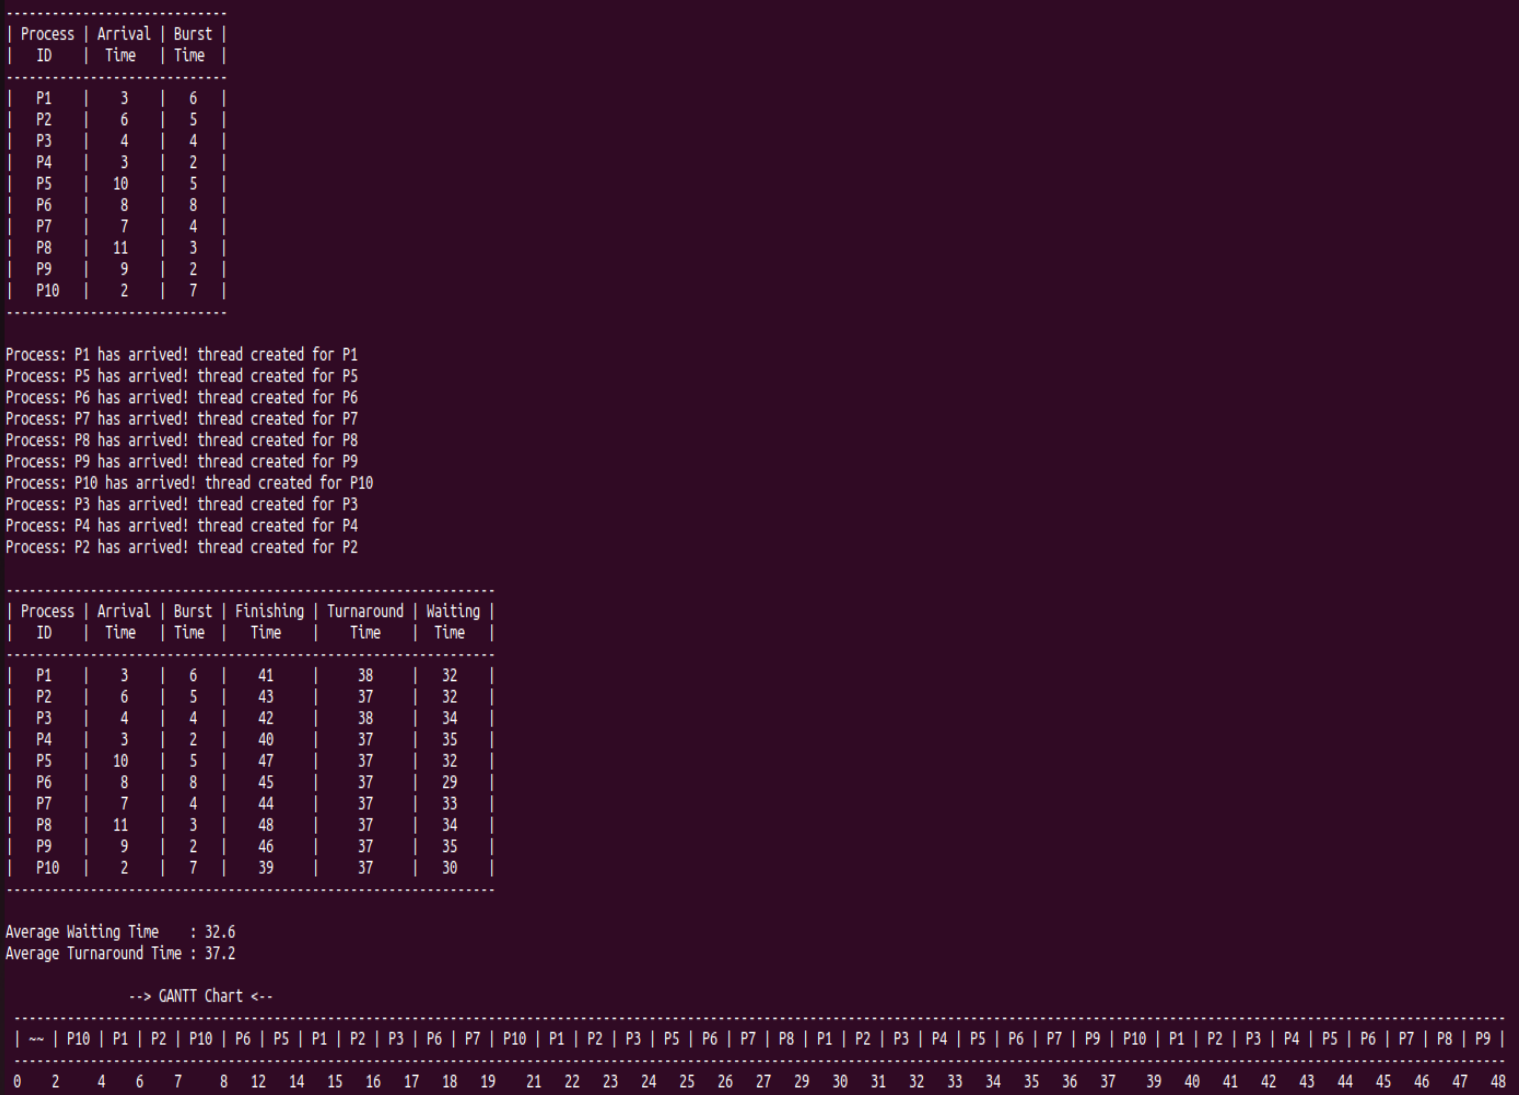 -----------------------------
| Process | Arrival | Burst |
|   ID    |  Time   | Time  |
-----------------------------
|   P1    |    3    |   6   |
|   P2    |    6    |   5   |
|   P3    |    4    |   4   |
|   P4    |    3    |   2   |
|   P5    |   10    |   5   |
|   P6    |    8    |   8   |
|   P7    |    7    |   4   |
|   P8    |   11    |   3   |
|   P9    |    9    |   2   |
|   P10   |    2    |   7   |
-----------------------------
Process: P1 has arrived! thread created for P1
Process: P5 has arrived! thread created for P5
Process: P6 has arrived! thread created for P6
Process: P7 has arrived! thread created for P7
Process: P8 has arrived! thread created for P8
Process: P9 has arrived! thread created for P9
Process: P10 has arrived! thread created for P10
Process: P3 has arrived! thread created for P3
Process: P4 has arrived! thread created for P4
Process: P2 has arrived! thread created for P2
----------------------------------------------------------------
| Process | Arrival | Burst | Finishing | Turnaround | Waiting |
|   ID    |  Time   | Time  |   Time    |    Time    |  Time   |
----------------------------------------------------------------
|   P1    |    3    |   6   |    41     |     38     |   32    |
|   P2    |    6    |   5   |    43     |     37     |   32    |
|   P3    |    4    |   4   |    42     |     38     |   34    |
|   P4    |    3    |   2   |    40     |     37     |   35    |
|   P5    |   10    |   5   |    47     |     37     |   32    |
|   P6    |    8    |   8   |    45     |     37     |   29    |
|   P7    |    7    |   4   |    44     |     37     |   33    |
|   P8    |   11    |   3   |    48     |     37     |   34    |
|   P9    |    9    |   2   |    46     |     37     |   35    |
|   P10   |    2    |   7   |    39     |     37     |   30    |
----------------------------------------------------------------
Average Waiting Time    : 32.6
Average Turnaround Time : 37.2
--> GANTT Chart <--
| ~~ | P10 | P1 | P2 | P10 | P6 | P5 | P1 | P2 | P3 | P6 | P7 | P10 | P1 | P2 | P3 | P5 | P6 | P7 | P8 | P1 | P2 | P3 | P4 | P5 | P6 | P7 | P9 | P10 | P1 | P2 | P3 | P4 | P5 | P6 | P7 | P8 | P9 |
0    2     4    6    7     8   12   14   15   16   17   18   19    21   22   23   24   25   26   27   29   30   31   32   33   34   35   36   37    39   40   41   42   43   44   45   46   47   48